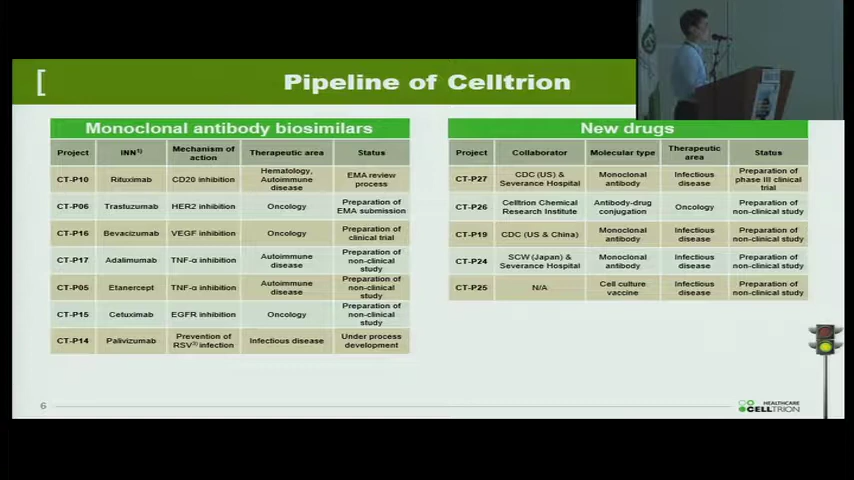 [
Pipeline of Celltrion
Monoclonal antibody biosimilars
Project INN¹⁾ Mechanism of action Therapeutic area Status
CT-P10 Rituximab CD20 inhibition Hematology, Autoimmune disease EMA review process
CT-P06 Trastuzumab HER2 inhibition Oncology Preparation of EMA submission
CT-P16 Bevacizumab VEGF inhibition Oncology Preparation of clinical trial
CT-P17 Adalimumab TNF-α inhibition Autoimmune disease Preparation of non-clinical study
CT-P05 Etanercept TNF-α inhibition Autoimmune disease Preparation of non-clinical study
CT-P15 Cetuximab EGFR inhibition Oncology Preparation of non-clinical study
CT-P14 Palivizumab Prevention of RSV²⁾ infection Infectious disease Under process development
New drugs
Project Collaborator Molecular type Therapeutic area Status
CT-P27 CDC (US) & Severance Hospital Monoclonal antibody Infectious disease Preparation of phase III clinical trial
CT-P26 Celltrion Chemical Research Institute Antibody-drug conjugation Oncology Preparation of non-clinical study
CT-P19 CDC (US & China) Monoclonal antibody Infectious disease Preparation of non-clinical study
CT-P24 SCW (Japan) & Severance Hospital Monoclonal antibody Infectious disease Preparation of non-clinical study
CT-P25 N/A Cell culture vaccine Infectious disease Preparation of non-clinical study
6
HEALTHCARE
CELLTRION